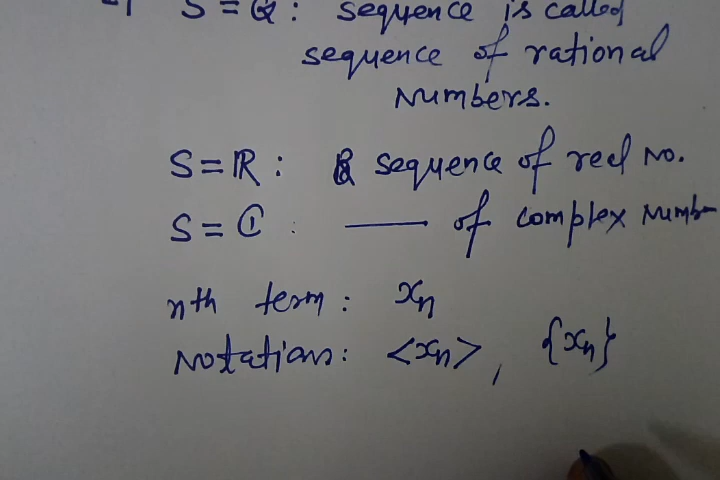 S = Q : sequence is called
sequence of rational
Numbers.
S = ℝ : sequence of real no.
S = ℂ : —— of complex numbe
nth term : xn
Notation: <xn>, {xn}